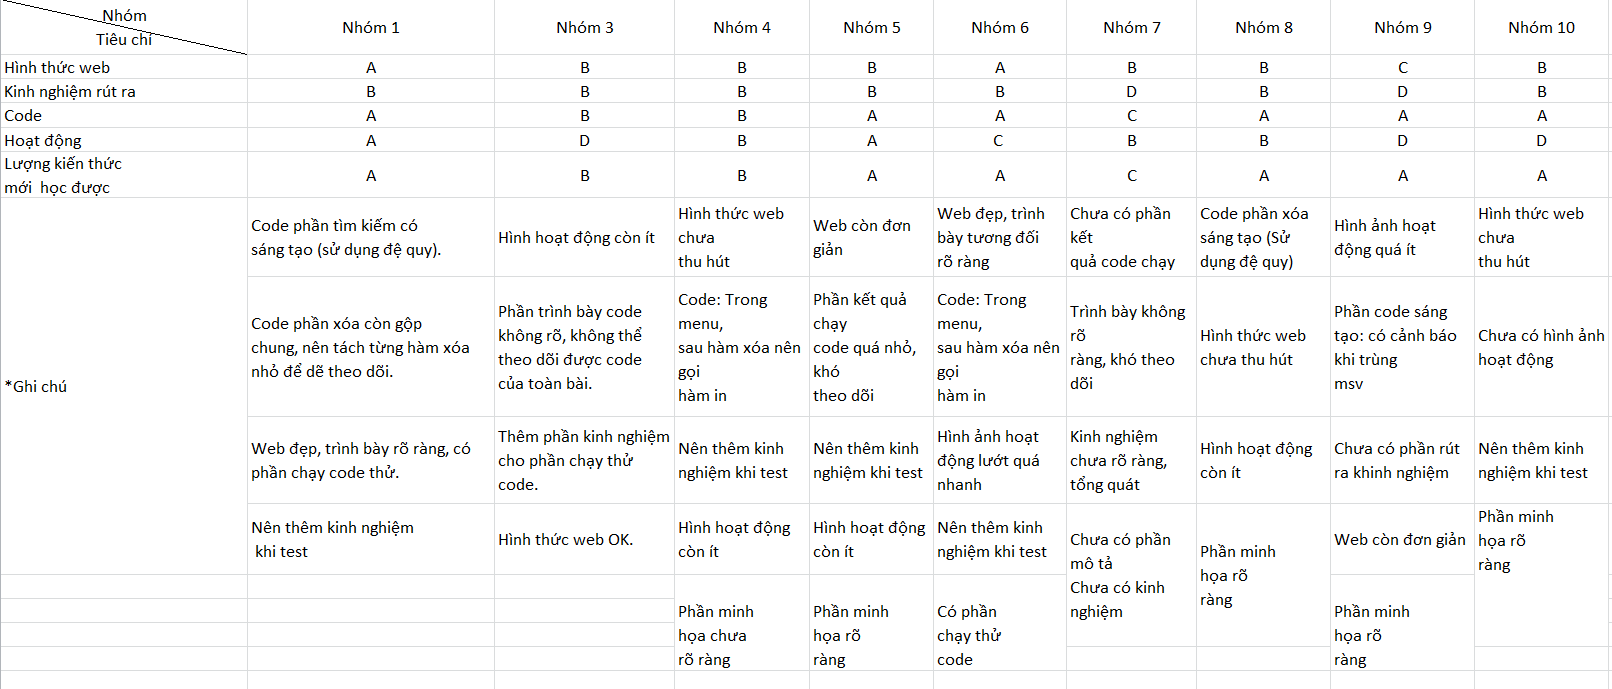 Nhóm
Tiêu chí
Nhóm 1
Nhóm 3
Nhóm 4
Nhóm 5
Nhóm 6
Nhóm 7
Nhóm 8
Nhóm 9
Nhóm 10
Hình thức web
A
B
B
B
A
B
B
C
B
Kinh nghiệm rút ra
B
B
B
B
B
D
B
D
B
Code
A
B
B
A
A
C
A
A
A
Hoạt động
A
D
B
A
C
B
B
D
D
Lượng kiến thức
mới  học được
A
B
B
A
A
C
A
A
A
*Ghi chú
Code phần tìm kiếm có
sáng tạo (sử dụng đệ quy).
Hình hoạt động còn ít
Hình thức web
chưa
thu hút
Web còn đơn
giản
Web đẹp, trình
bày tương đối
rõ ràng
Chưa có phần
kết
quả code chạy
Code phần xóa
sáng tạo (Sử
dụng đệ quy)
Hình ảnh hoạt
động quá ít
Hình thức web
chưa
thu hút
Code phần xóa còn gộp
chung, nên tách từng hàm xóa
nhỏ để dẽ theo dõi.
Phần trình bày code
không rõ, không thể
theo dõi được code
của toàn bài.
Code: Trong
menu,
sau hàm xóa nên
gọi
hàm in
Phần kết quả
chạy
code quá nhỏ,
khó
theo dõi
Code: Trong
menu,
sau hàm xóa nên
gọi
hàm in
Trình bày không
rõ
ràng, khó theo
dõi
Hình thức web
chưa thu hút
Phần code sáng
tạo: có cảnh báo
khi trùng
msv
Chưa có hình ảnh
hoạt động
Web đẹp, trình bày rõ ràng, có
phần chạy code thử.
Thêm phần kinh nghiệm
cho phần chạy thử
code.
Nên thêm kinh
nghiệm khi test
Nên thêm kinh
nghiệm khi test
Hình ảnh hoạt
động lướt quá
nhanh
Kinh nghiệm
chưa rõ ràng,
tổng quát
Hình hoạt động
còn ít
Chưa có phần rút
ra khinh nghiệm
Nên thêm kinh
nghiệm khi test
Nên thêm kinh nghiệm
khi test
Hình thức web OK.
Hình hoạt động
còn ít
Hình hoạt động
còn ít
Nên thêm kinh
nghiệm khi test
Chưa có phần
mô tả
Chưa có kinh
nghiệm
Phần minh
họa rõ
ràng
Web còn đơn giản
Phần minh
họa rõ
ràng
Phần minh
họa chưa
rõ ràng
Phần minh
họa rõ
ràng
Có phần
chạy thử
code
Phần minh
họa rõ
ràng